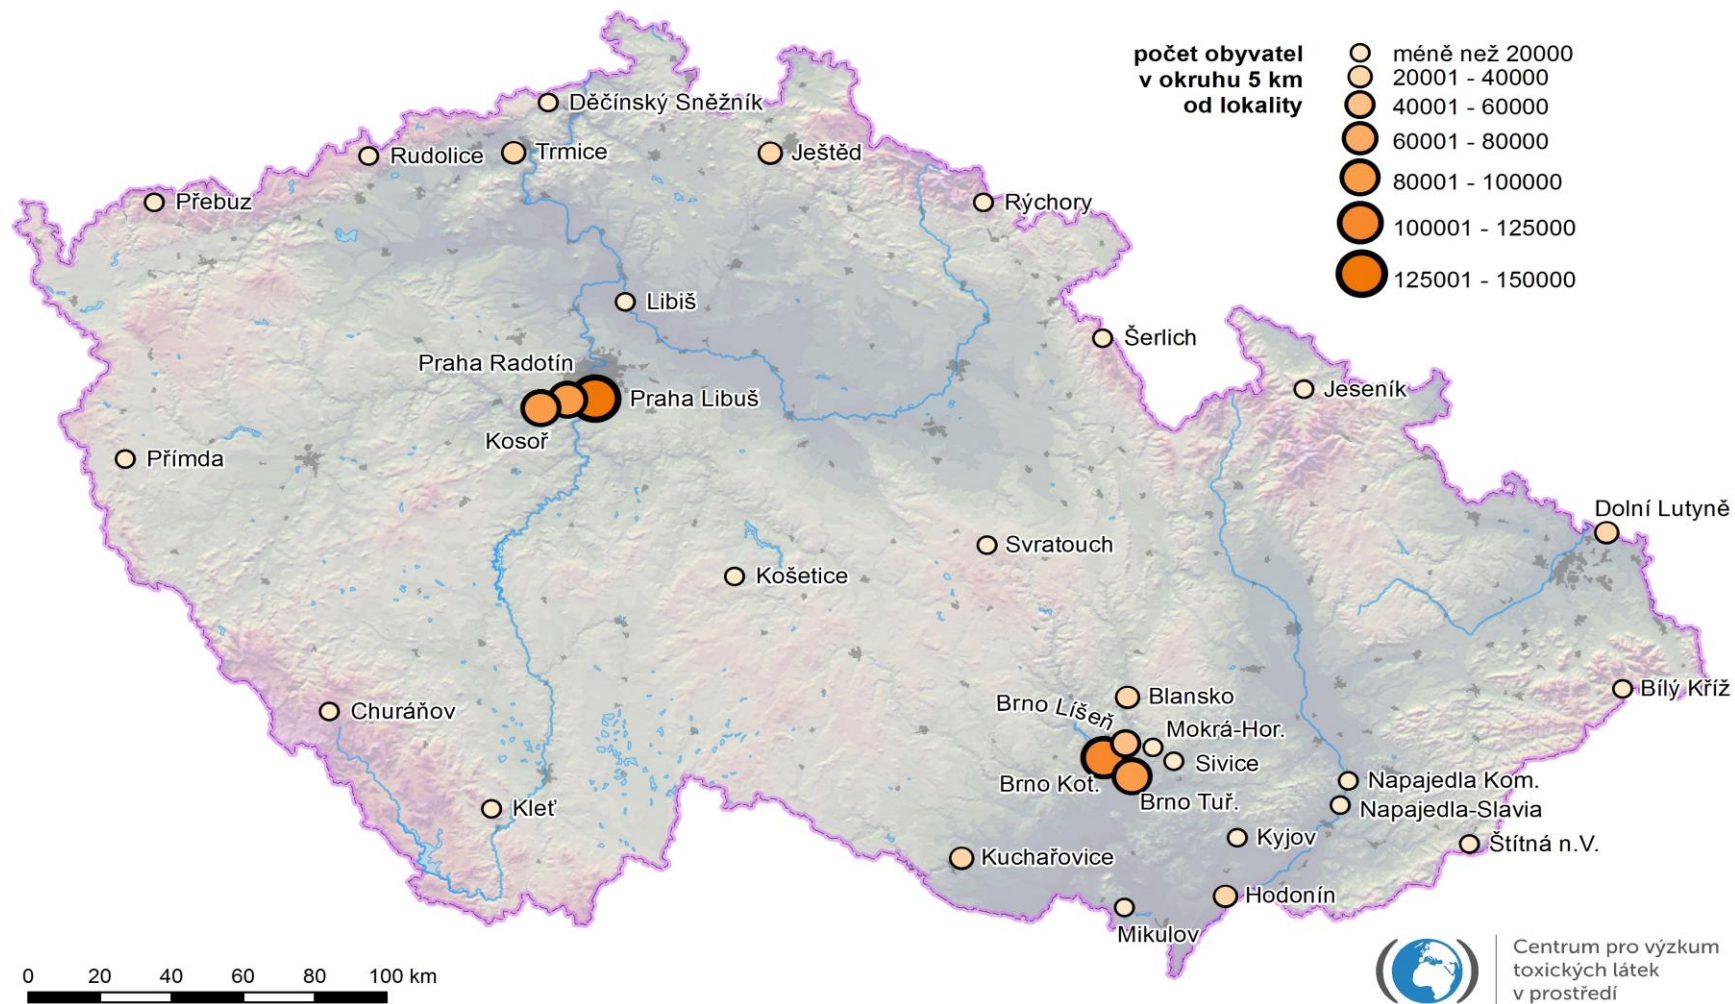 počet obyvatel
v okruhu 5 km
od lokality
méně než 20000
20001 - 40000
40001 - 60000
60001 - 80000
80001 - 100000
100001 - 125000
125001 - 150000
Děčínský Sněžník
Rudolice
Trmice
Ještěd
Přebuz
Rýchory
Libiš
Šerlich
Praha Radotín
Praha Libuš
Kosoř
Jeseník
Přímda
Dolní Lutyně
Svratouch
Košetice
Bílý Kříž
Churáňov
Blansko
Brno Líšeň
Mokrá-Hor.
Sivice
Brno Kot.
Brno Tuř.
Napajedla Kom.
Napajedla-Slavia
Kleť
Kyjov
Štítná n.V.
Kuchařovice
Hodonín
Mikulov
0 20 40 60 80 100 km
Centrum pro výzkum
toxických látek
v prostředí